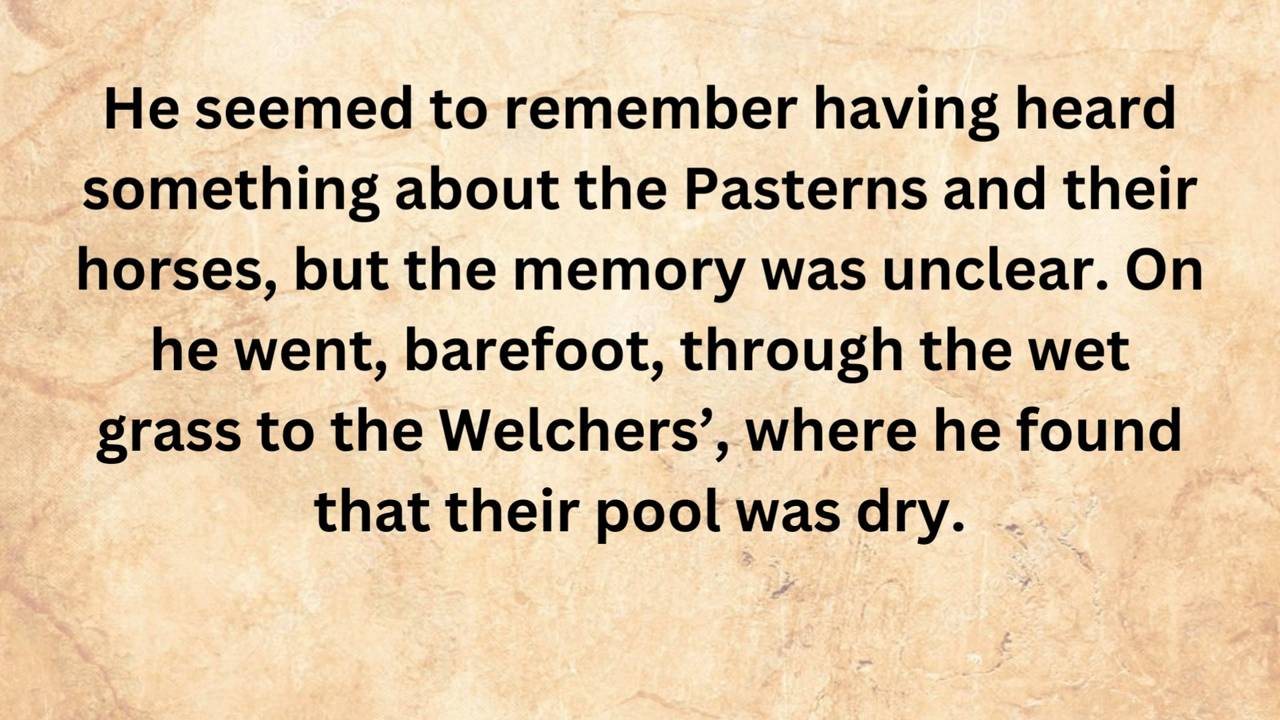 He seemed to remember having heard
something about the Pasterns and their
horses, but the memory was unclear. On
he went, barefoot, through the wet
grass to the Welchers’, where he found
that their pool was dry.